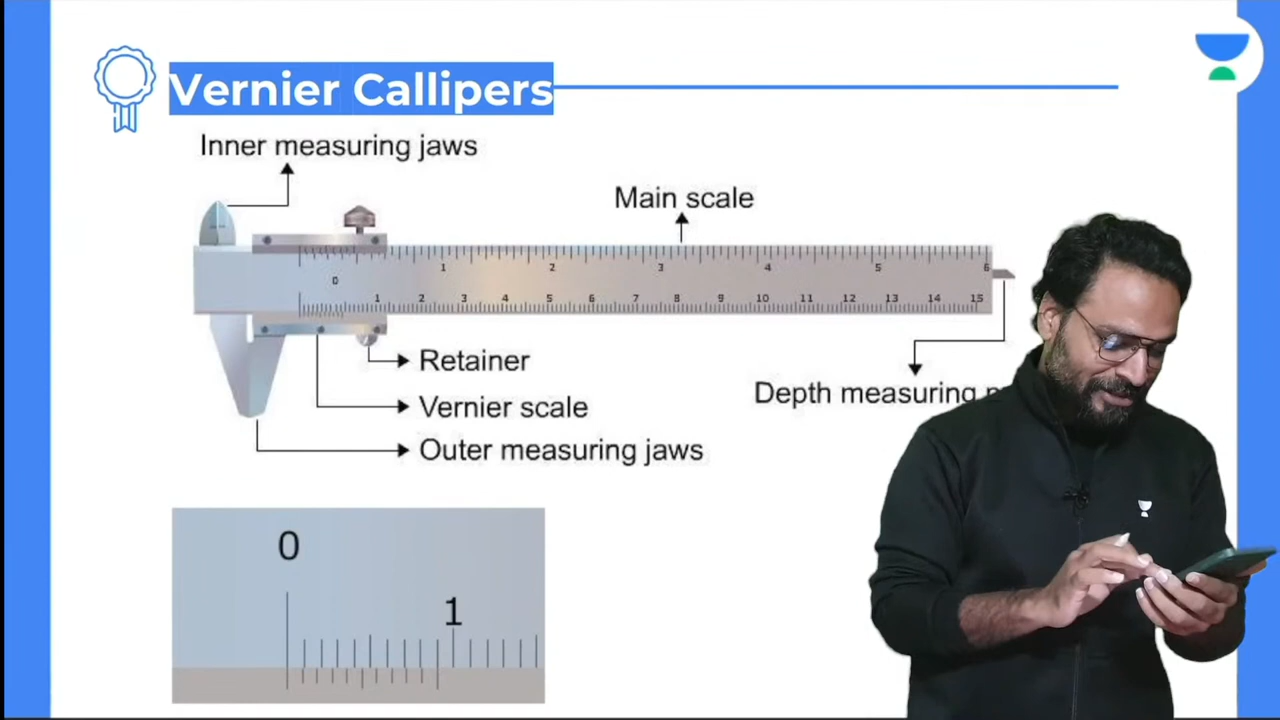 Vernier Callipers
Inner measuring jaws
Main scale
1 2 3 4 5 6
0
1 2 3 4 5 6 7 8 9 10 11 12 13 14 15
Retainer
Depth measuring
Vernier scale
Outer measuring jaws
0
1